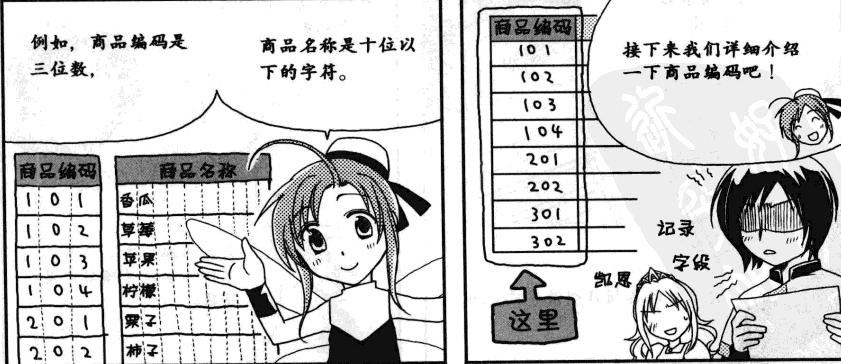 例如，商品编码是
三位数，
商品名称是十位以
下的字符。
商品编码 商品名称
101 香瓜
102 草莓
103 苹果
104 柠檬
201 栗子
202 柿子
商品编码
101
102
103
104
201
202
301
302
这里
接下来我们详细介绍
一下商品编码吧！
记录
字段
凯恩